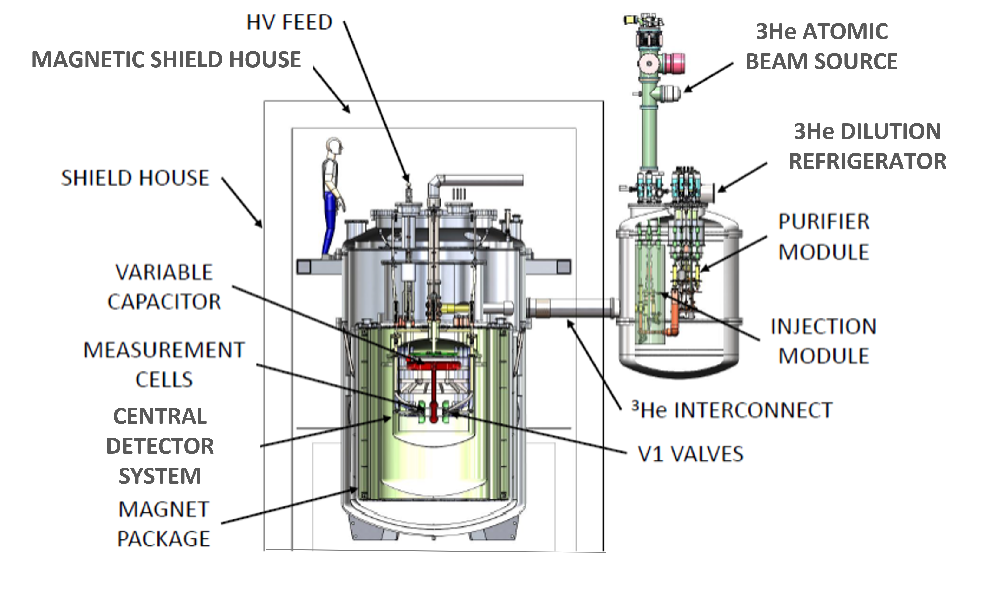 HV FEED
MAGNETIC SHIELD HOUSE
SHIELD HOUSE
VARIABLE
CAPACITOR
MEASUREMENT
CELLS
CENTRAL
DETECTOR
SYSTEM
MAGNET
PACKAGE
3He ATOMIC
BEAM SOURCE
3He DILUTION
REFRIGERATOR
PURIFIER
MODULE
INJECTION
MODULE
³He INTERCONNECT
V1 VALVES